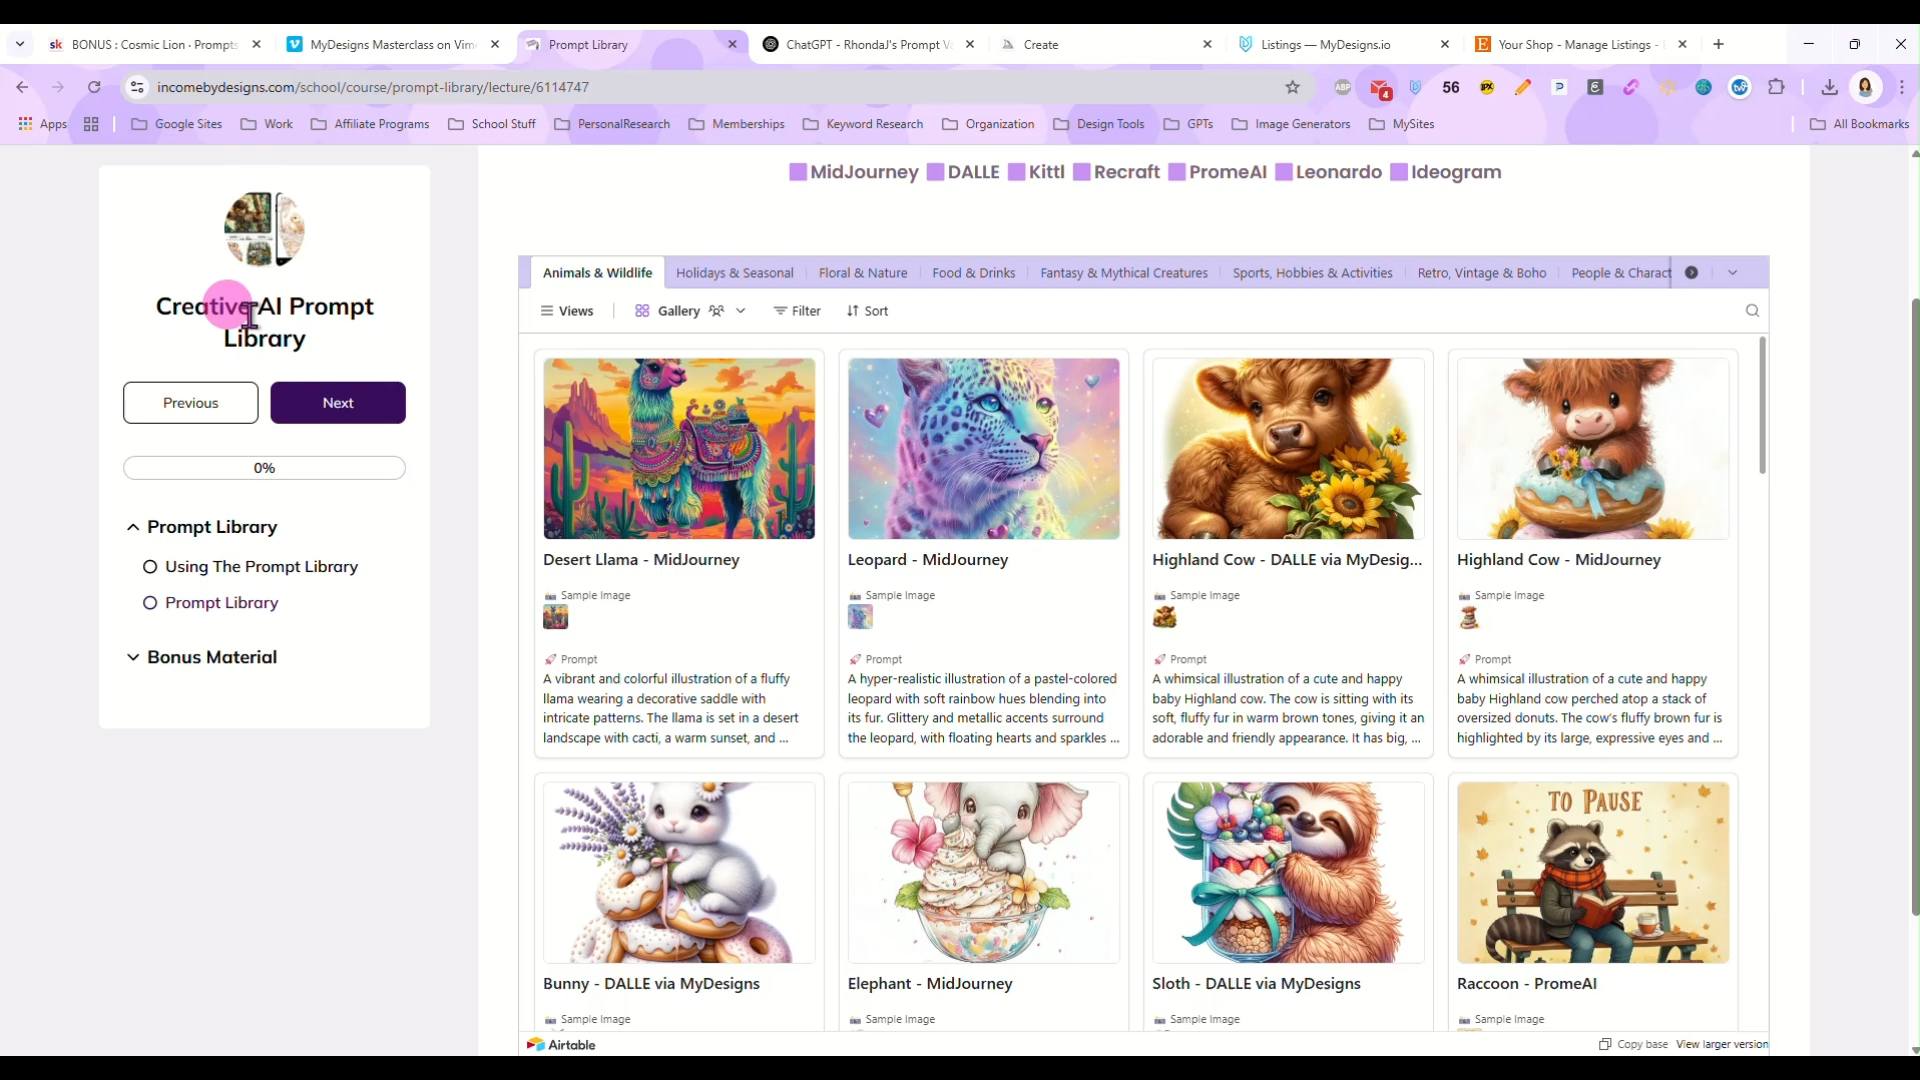 BONUS : Cosmic Lion - Prompts
MyDesigns Masterclass on Vim
Prompt Library
ChatGPT - RhondaJ's Prompt V
Create
Listings — MyDesigns.io
Your Shop - Manage Listings -
incomebydesigns.com/school/course/prompt-library/lecture/6114747
ABP
4
56
Apps
Google Sites
Work
Affiliate Programs
School Stuff
PersonalResearch
Memberships
Keyword Research
Organization
Design Tools
GPTs
Image Generators
MySites
All Bookmarks
MidJourney DALLE Kittl Recraft PromeAI Leonardo Ideogram
Creative AI Prompt
Library
Previous
Next
0%
Prompt Library
Using The Prompt Library
Prompt Library
Bonus Material
Animals & Wildlife
Holidays & Seasonal
Floral & Nature
Food & Drinks
Fantasy & Mythical Creatures
Sports, Hobbies & Activities
Retro, Vintage & Boho
People & Charact
Views
Gallery
Filter
Sort
Desert Llama - MidJourney
Sample Image
Prompt
A vibrant and colorful illustration of a fluffy
llama wearing a decorative saddle with
intricate patterns. The llama is set in a desert
landscape with cacti, a warm sunset, and ...
Leopard - MidJourney
Sample Image
Prompt
A hyper-realistic illustration of a pastel-colored
leopard with soft rainbow hues blending into
its fur. Glittery and metallic accents surround
the leopard, with floating hearts and sparkles ...
Highland Cow - DALLE via MyDesig...
Sample Image
Prompt
A whimsical illustration of a cute and happy
baby Highland cow. The cow is sitting with its
soft, fluffy fur in warm brown tones, giving it an
adorable and friendly appearance. It has big, ...
Highland Cow - MidJourney
Sample Image
Prompt
A whimsical illustration of a cute and happy
baby Highland cow perched atop a stack of
oversized donuts. The cow's fluffy brown fur is
highlighted by its large, expressive eyes and ...
Bunny - DALLE via MyDesigns
Sample Image
Elephant - MidJourney
Sample Image
Sloth - DALLE via MyDesigns
Sample Image
TO PAUSE
Raccoon - PromeAI
Sample Image
Airtable
Copy base
View larger version